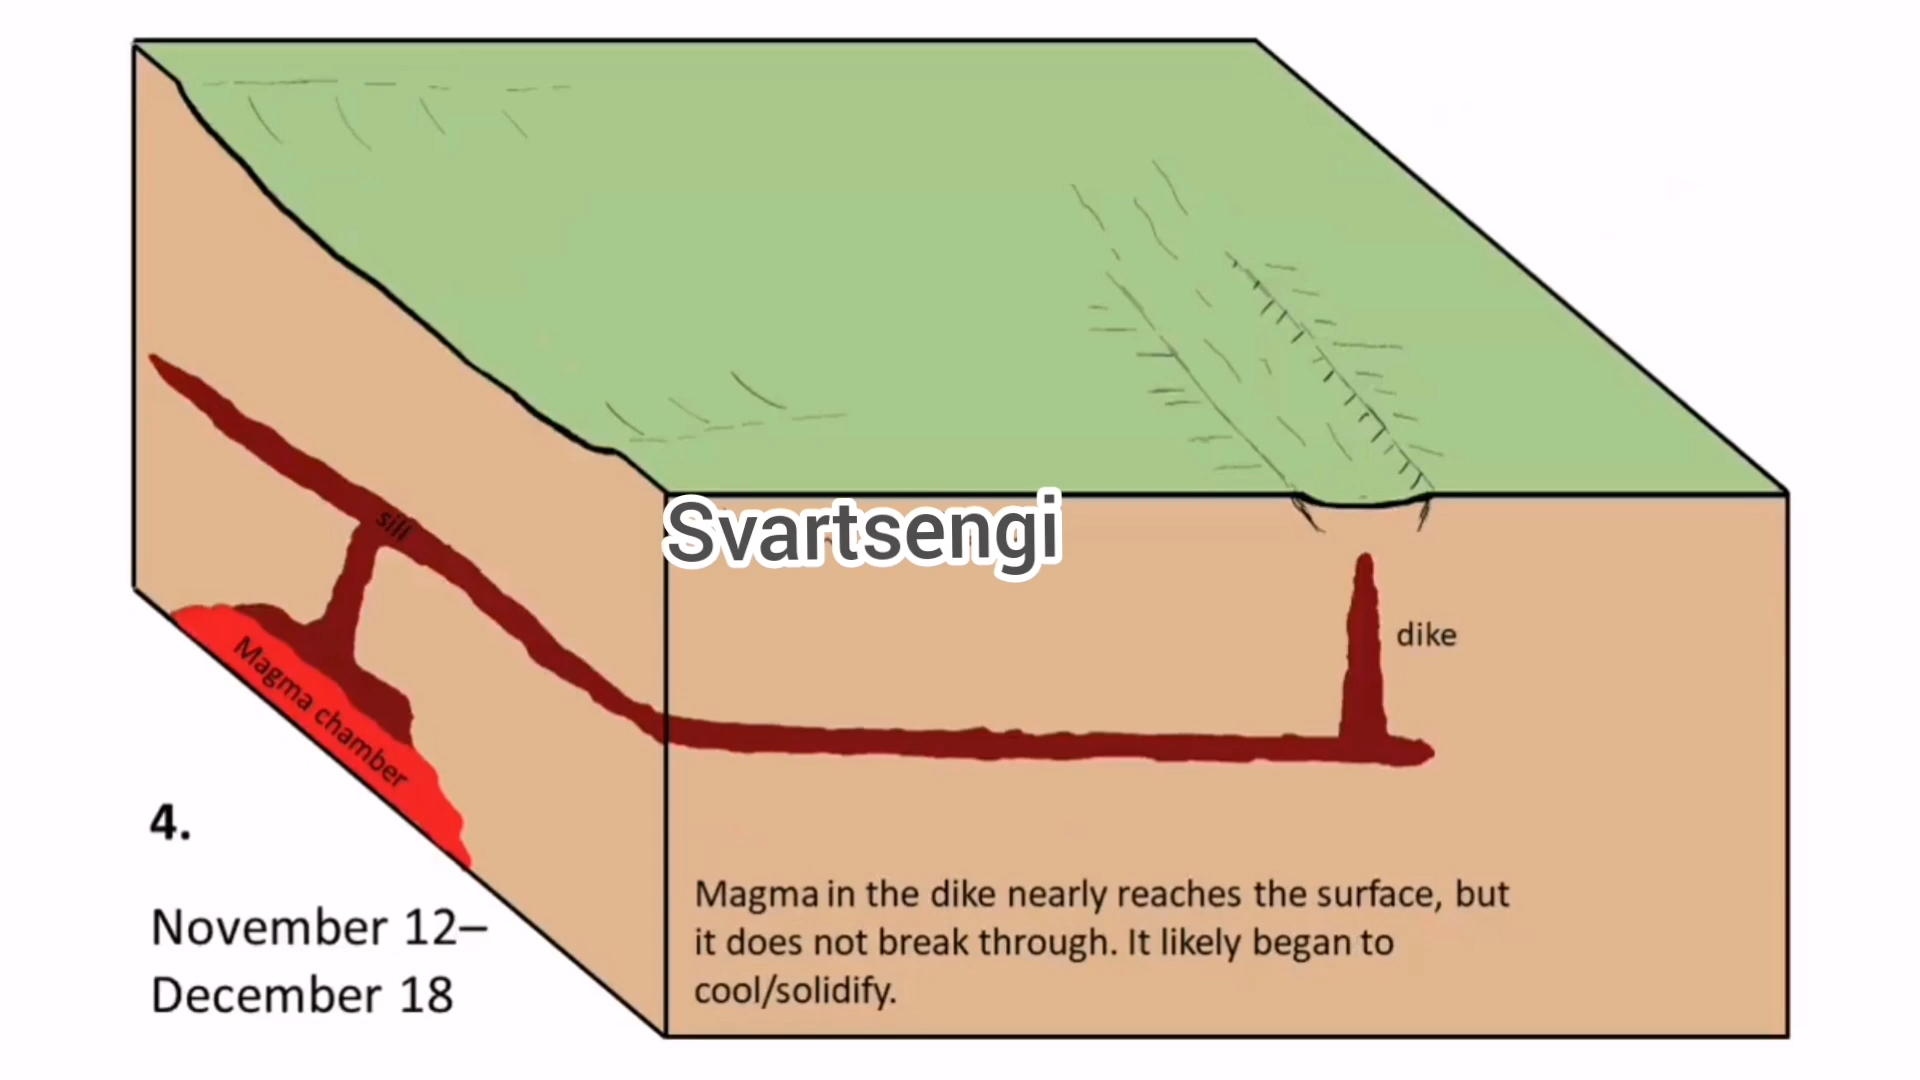 sill
Svartsengi
dike
Magma chamber
4.
November 12–
December 18
Magma in the dike nearly reaches the surface, but
it does not break through. It likely began to
cool/solidify.